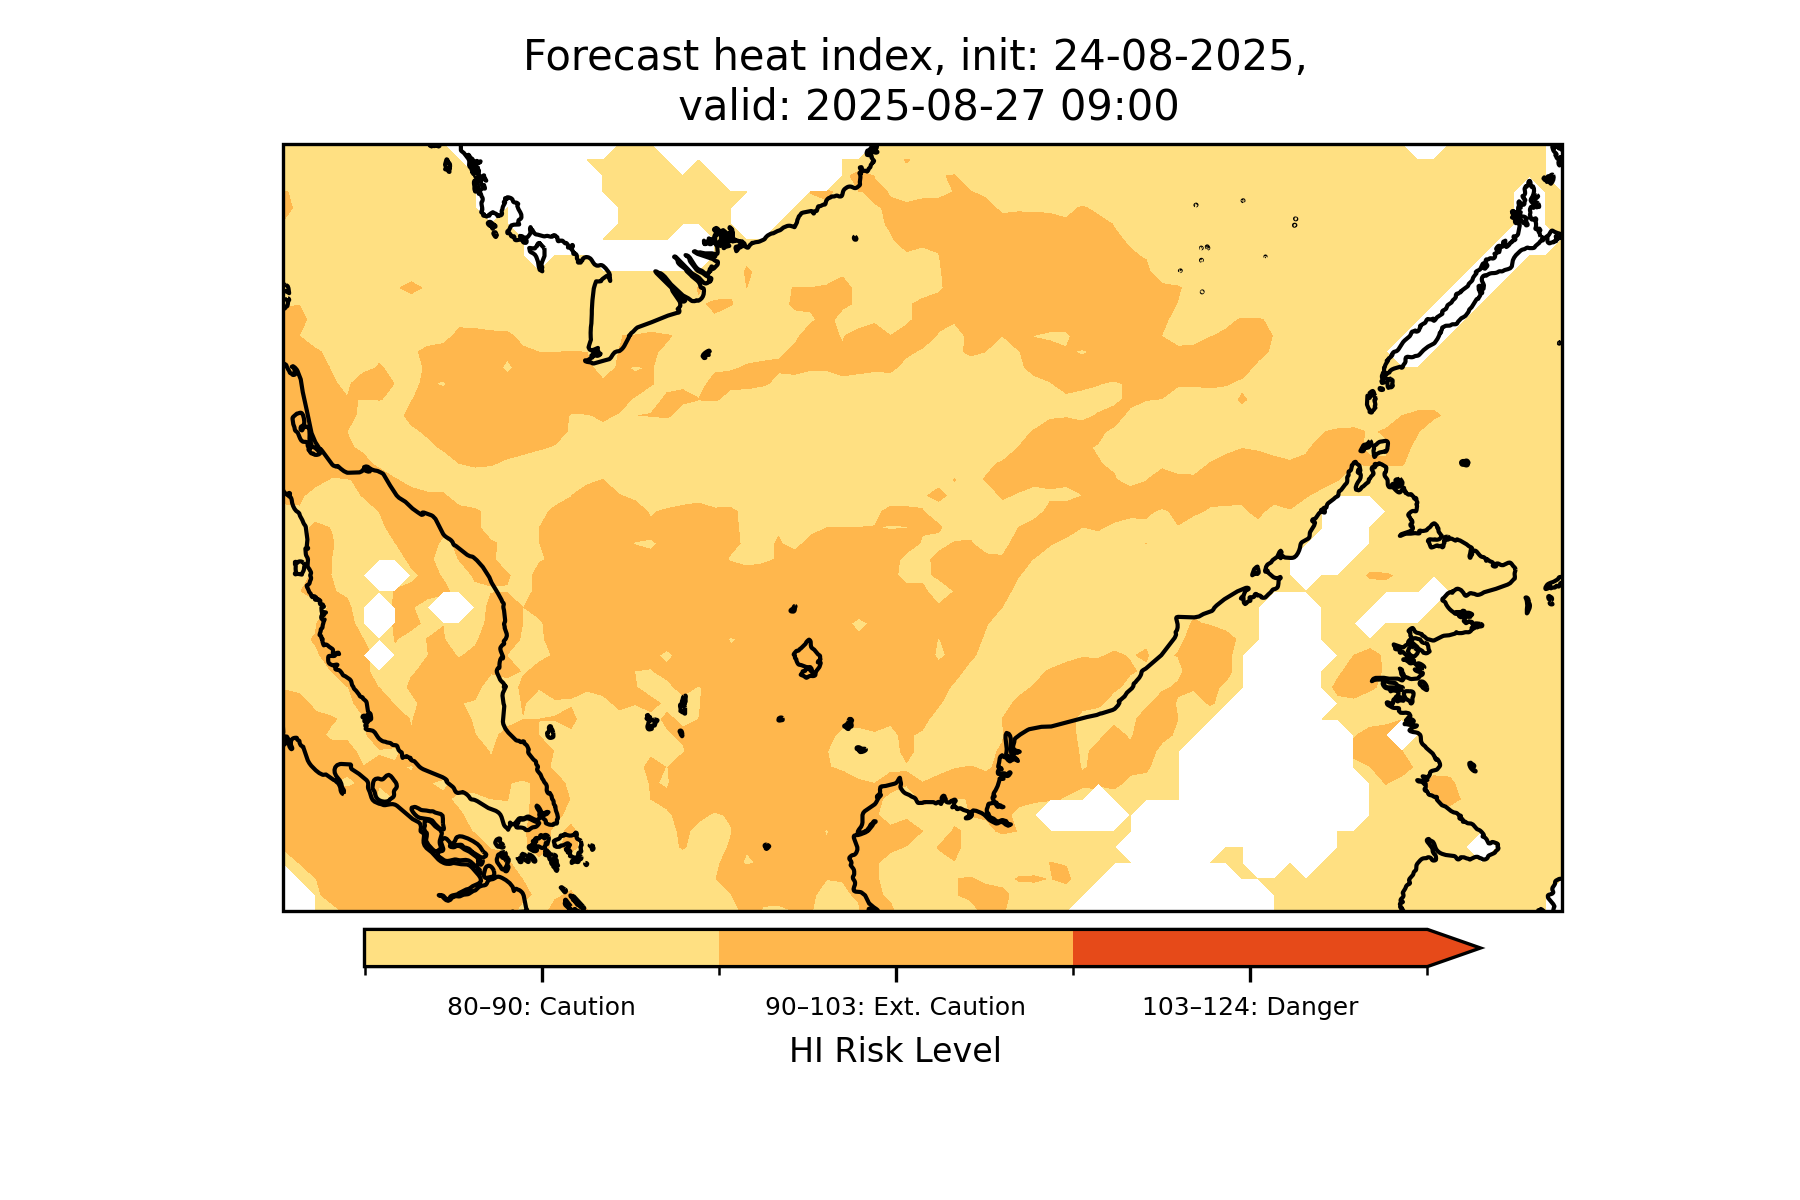 Forecast heat index, init: 24-08-2025,
valid: 2025-08-27 09:00
80–90: Caution
90–103: Ext. Caution
103–124: Danger
HI Risk Level